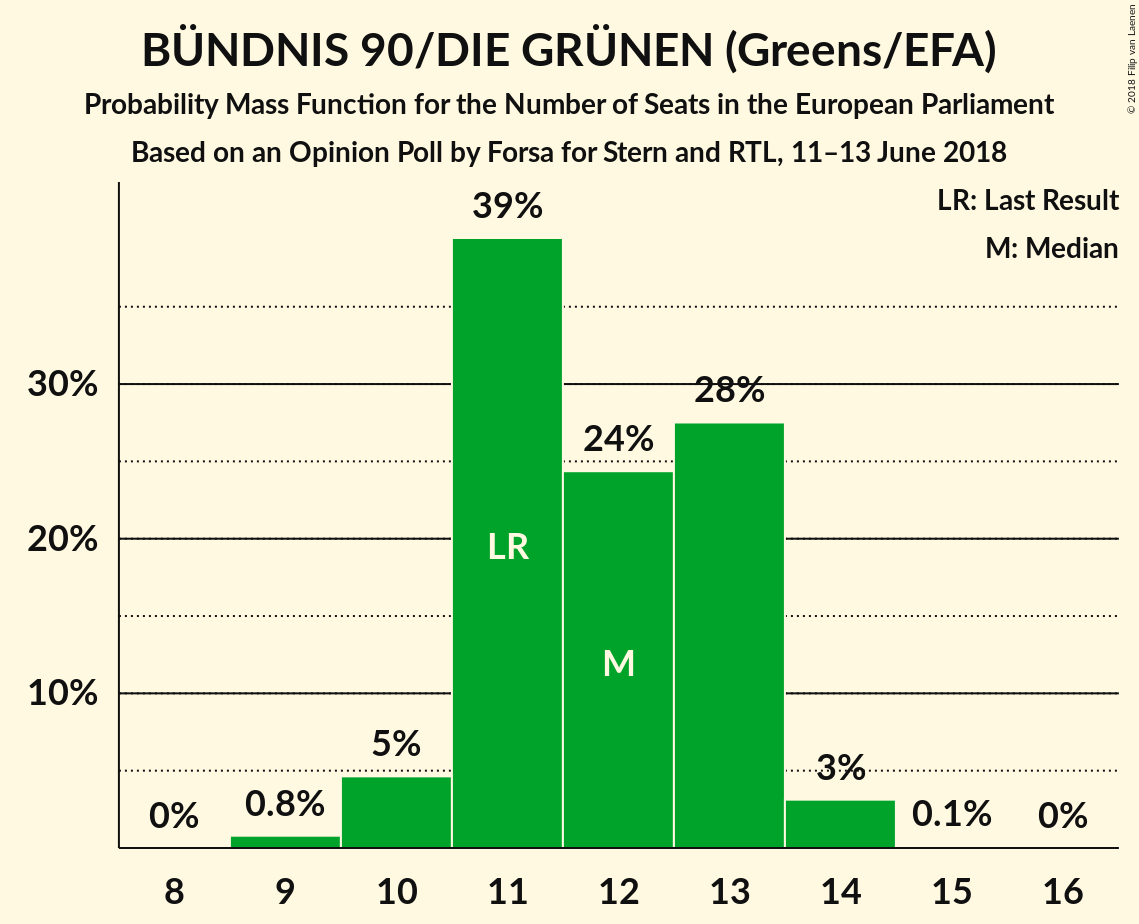 BÜNDNIS 90/DIE GRÜNEN (Greens/EFA)
Probability Mass Function for the Number of Seats in the European Parliament
Based on an Opinion Poll by Forsa for Stern and RTL, 11–13 June 2018
© 2018 Filip van Laenen
LR: Last Result
M: Median
39%
30%
28%
24%
20%
LR
M
10%
5%
3%
0%
0.8%
0.1%
0%
8 9 10 11 12 13 14 15 16